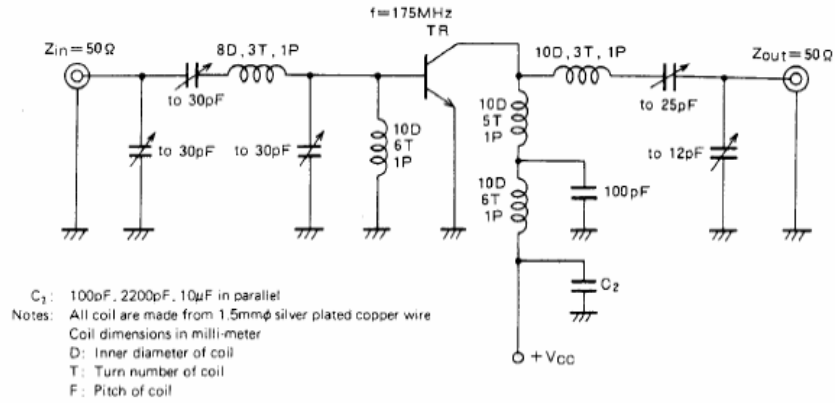 f=175MHz
TR
Zin=50Ω
8D, 3T, 1P
10D, 3T, 1P
Zout=50Ω
to 30pF
to 25pF
to 30pF
to 30pF
10D
6T
1P
10D
5T
1P
to 12pF
10D
6T
1P
100pF
C2
+Vcc
C2: 100pF, 2200pF, 10μF in parallel
Notes: All coil are made from 1.5mmφ silver plated copper wire
Coil dimensions in milli-meter
D: Inner diameter of coil
T: Turn number of coil
P: Pitch of coil